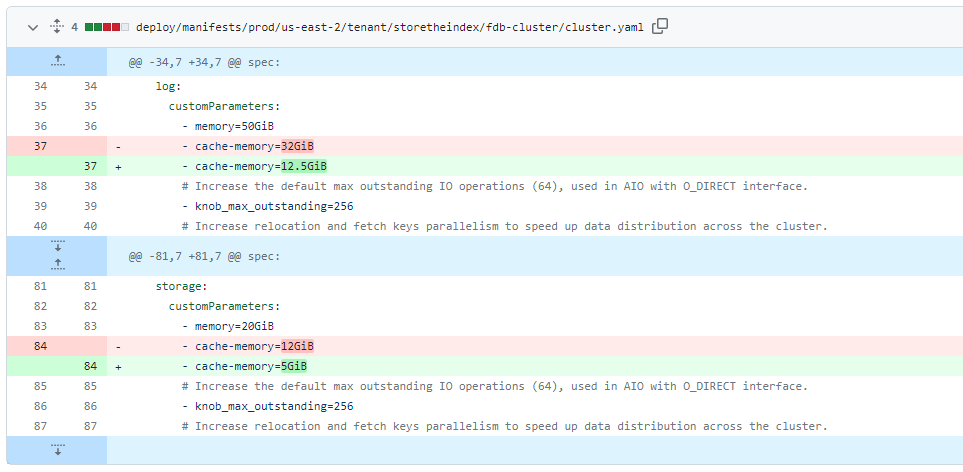 4 deploy/manifests/prod/us-east-2/tenant/storetheindex/fdb-cluster/cluster.yaml
@@ -34,7 +34,7 @@ spec:
34 34 log:
35 35 customParameters:
36 36 - memory=50GiB
37 - - cache-memory=32GiB
37 + - cache-memory=12.5GiB
38 38 # Increase the default max outstanding IO operations (64), used in AIO with O_DIRECT interface.
39 39 - knob_max_outstanding=256
40 40 # Increase relocation and fetch keys parallelism to speed up data distribution across the cluster.
@@ -81,7 +81,7 @@ spec:
81 81 storage:
82 82 customParameters:
83 83 - memory=20GiB
84 - - cache-memory=12GiB
84 + - cache-memory=5GiB
85 85 # Increase the default max outstanding IO operations (64), used in AIO with O_DIRECT interface.
86 86 - knob_max_outstanding=256
87 87 # Increase relocation and fetch keys parallelism to speed up data distribution across the cluster.